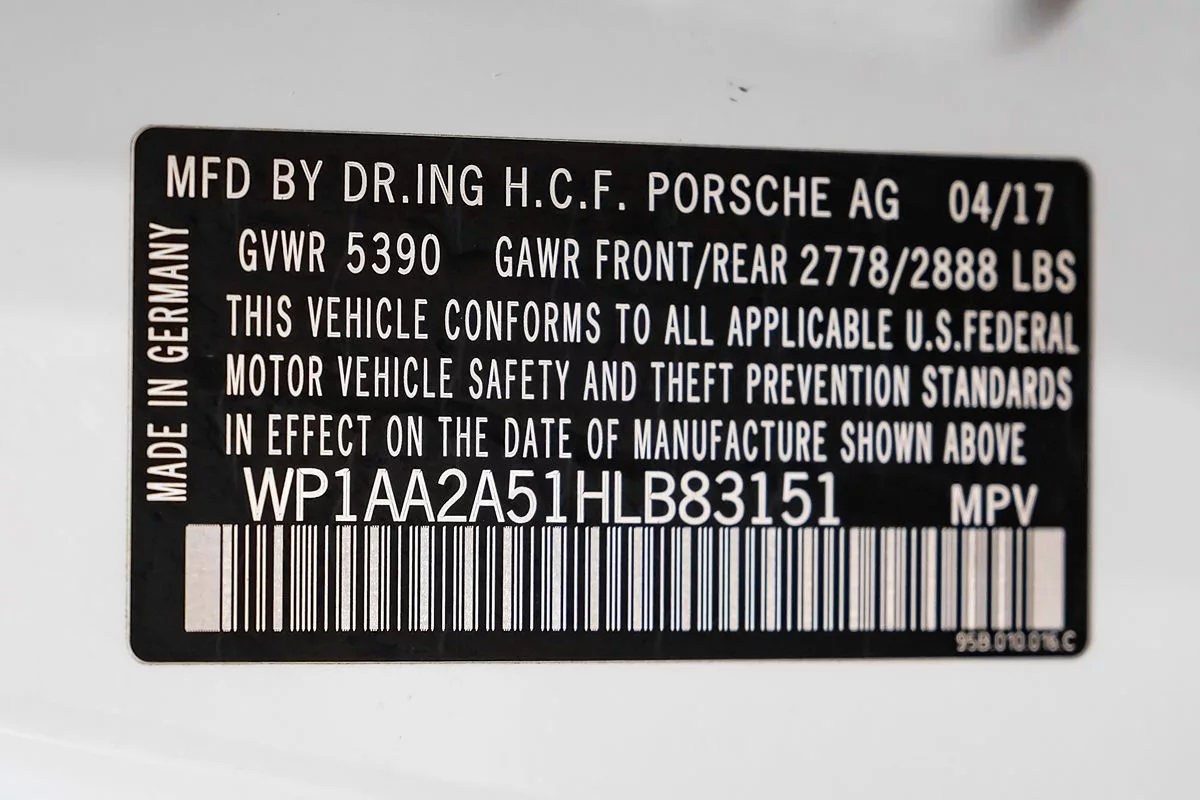 MFD BY DR.ING H.C.F. PORSCHE AG 04/17
GVWR 5390 GAWR FRONT/REAR 2778/2888 LBS
THIS VEHICLE CONFORMS TO ALL APPLICABLE U.S.FEDERAL
MOTOR VEHICLE SAFETY AND THEFT PREVENTION STANDARDS
IN EFFECT ON THE DATE OF MANUFACTURE SHOWN ABOVE
WP1AA2A51HLB83151 MPV
95B.010.016.C
MADE IN GERMANY